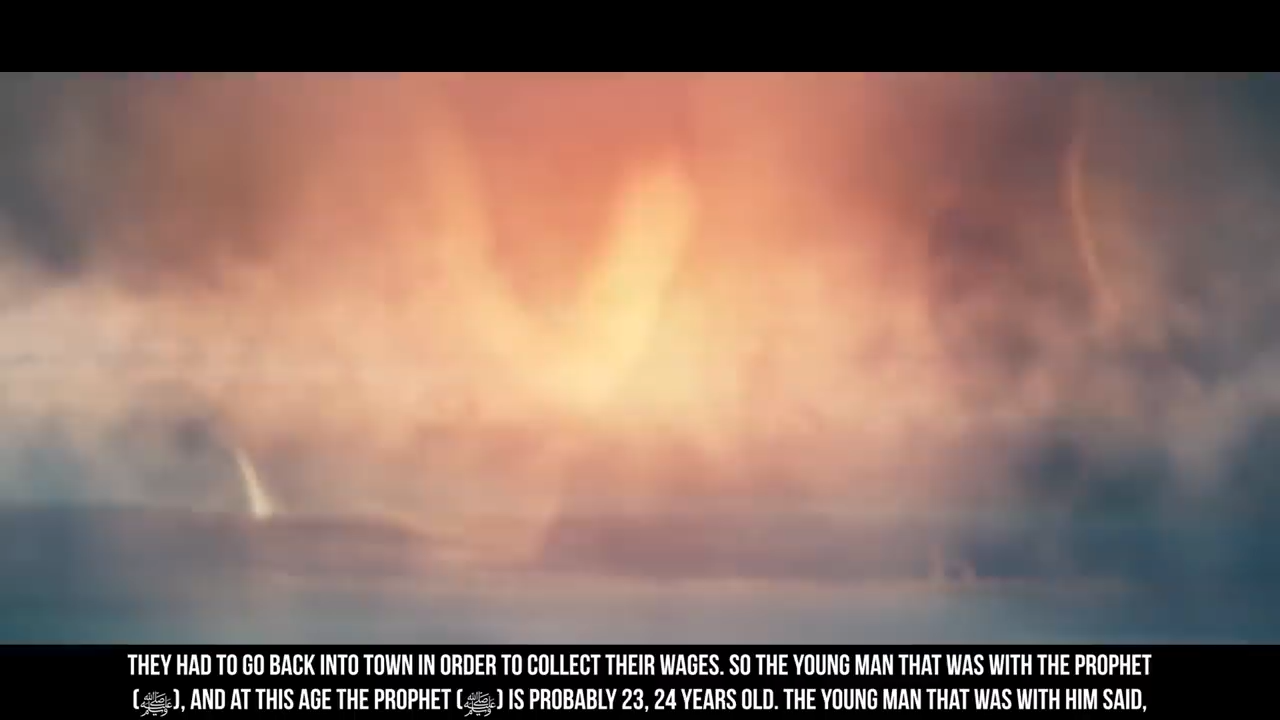 THEY HAD TO GO BACK INTO TOWN IN ORDER TO COLLECT THEIR WAGES. SO THE YOUNG MAN THAT WAS WITH THE PROPHET
(ﷺ), AND AT THIS AGE THE PROPHET (ﷺ) IS PROBABLY 23, 24 YEARS OLD. THE YOUNG MAN THAT WAS WITH HIM SAID,